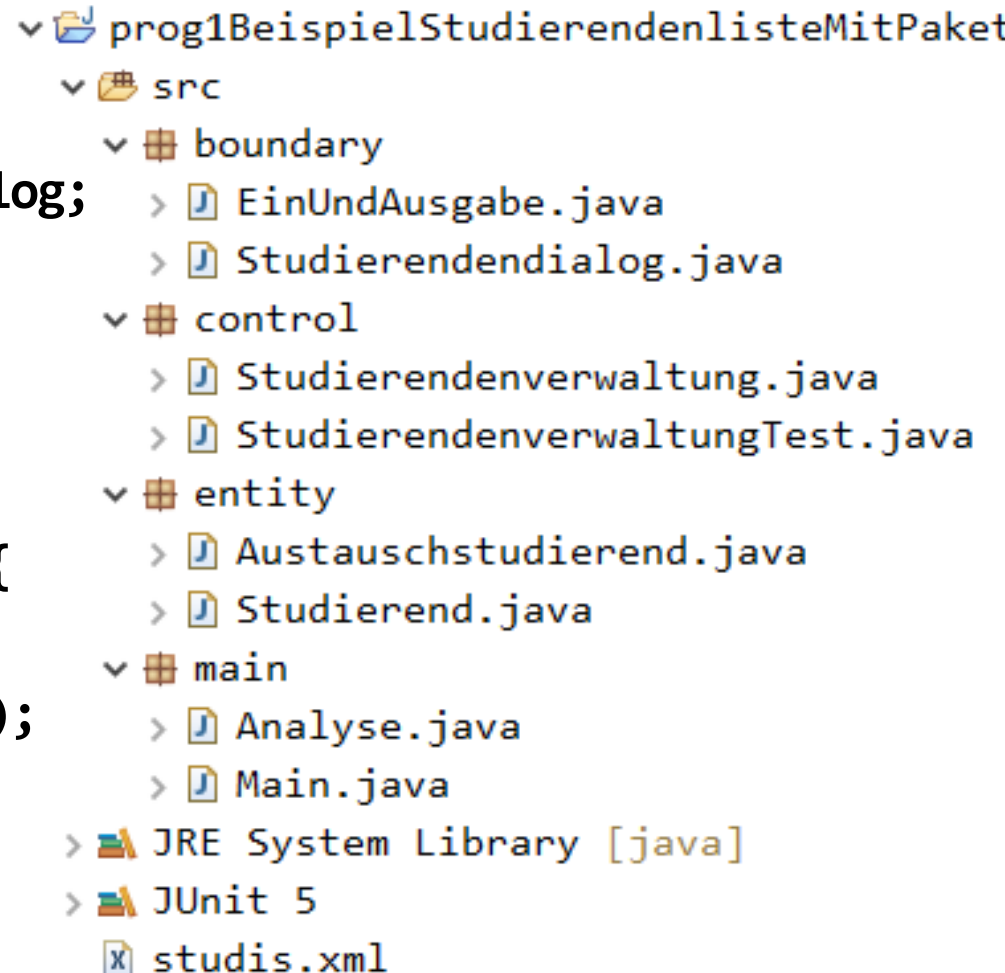 prog1BeispielStudierendenlisteMitPaket
src
boundary
log;
EinUndAusgabe.java
Studierendendialog.java
control
Studierendenverwaltung.java
StudierendenverwaltungTest.java
entity
{
Austauschstudierend.java
Studierend.java
main
);
Analyse.java
Main.java
JRE System Library [java]
JUnit 5
studis.xml